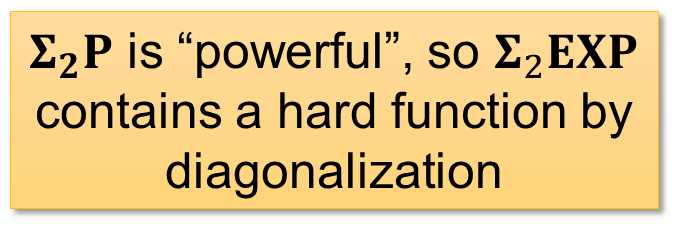 𝚺₂𝐏 is “powerful”, so 𝚺₂𝐄𝐗𝐏
contains a hard function by
diagonalization